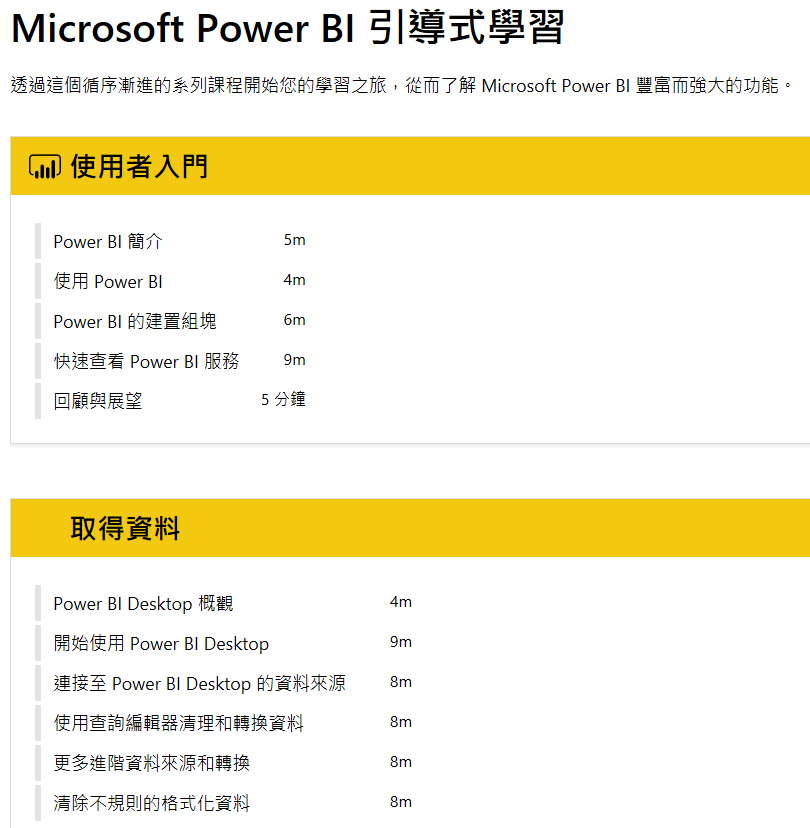 Microsoft Power BI 引導式學習
透過這個循序漸進的系列課程開始您的學習之旅，從而了解 Microsoft Power BI 豐富而強大的功能。
使用者入門
Power BI 簡介 5m
使用 Power BI 4m
Power BI 的建置組塊 6m
快速查看 Power BI 服務 9m
回顧與展望 5 分鐘
取得資料
Power BI Desktop 概觀 4m
開始使用 Power BI Desktop 9m
連接至 Power BI Desktop 的資料來源 8m
使用查詢編輯器清理和轉換資料 8m
更多進階資料來源和轉換 8m
清除不規則的格式化資料 8m